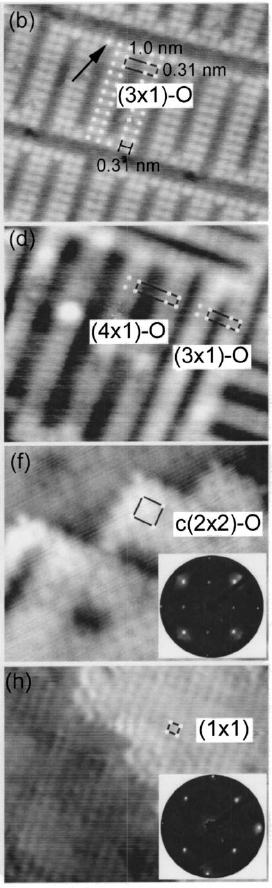 (b)
1.0 nm
0.31 nm
(3x1)-O
0.31 nm
(d)
(4x1)-O
(3x1)-O
(f)
c(2x2)-O
(h)
(1x1)